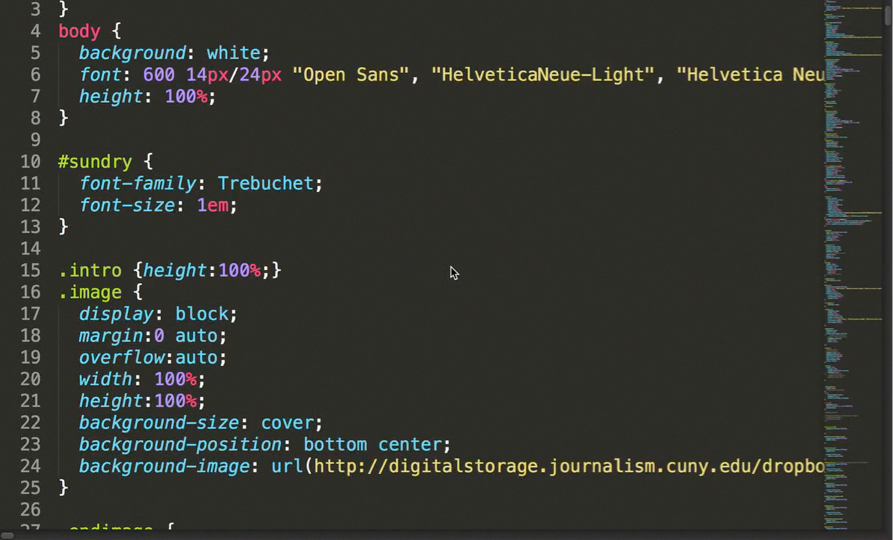 3 }
4 body {
5 background: white;
6 font: 600 14px/24px "Open Sans", "HelveticaNeue-Light", "Helvetica Neu
7 height: 100%;
8 }
9
10 #sundry {
11 font-family: Trebuchet;
12 font-size: 1em;
13 }
14
15 .intro {height:100%;}
16 .image {
17 display: block;
18 margin:0 auto;
19 overflow:auto;
20 width: 100%;
21 height:100%;
22 background-size: cover;
23 background-position: bottom center;
24 background-image: url(http://digitalstorage.journalism.cuny.edu/dropbo
25 }
26
27 .endimage {